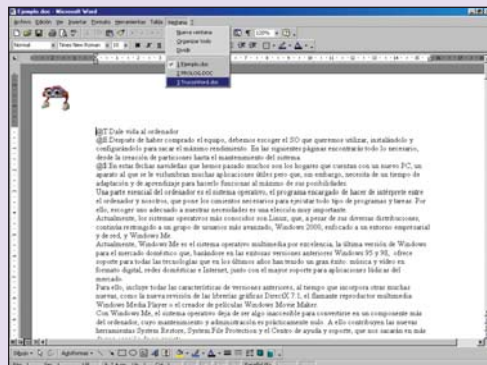 Ejemplo.doc - Microsoft Word
Archivo Edición Ver Insertar Formato Herramientas Tabla Ventana ?
Nueva ventana
Organizar todo
Dividir
1 Ejemplo.doc
2 PROLOG.DOC
3 TrucosWord.doc
Normal Times New Roman 10 N K S
120%
@T:Dale vida al ordenador
@E:Después de haber comprado el equipo, debemos escoger el SO que queremos utilizar, instalándolo y
configurándolo para sacar el máximo rendimiento. En las siguientes páginas encontrarás todo lo necesario,
desde la creación de particiones hasta el mantenimiento del sistema.
@S:En estas fechas navideñas que hemos pasado muchos son los hogares que cuentan con un nuevo PC, un
aparato al que se le vislumbran muchas aplicaciones útiles pero que, sin embargo, necesita de un tiempo de
adaptación y de aprendizaje para hacerlo funcionar al máximo de sus posibilidades.
Una parte esencial del ordenador es el sistema operativo, el programa encargado de hacer de intérprete entre
el ordenador y nosotros, que pone los cimientos necesarios para ejecutar todo tipo de programas y tareas. Por
ello, escoger uno adecuado a nuestras necesidades es una elección muy importante.
Actualmente, los sistemas operativos más conocidos son Linux, que, a pesar de sus diversas distribuciones,
continúa restringido a un grupo de usuarios más avanzado, Windows 2000, enfocado a un entorno empresarial
y de red, y Windows Me.
Actualmente, Windows Me es el sistema operativo multimedia por excelencia, la última versión de Windows
para el mercado doméstico que, basándose en las exitosas versiones anteriores Windows 95 y 98, ofrece
soporte para todas las tecnologías que en los últimos años han tenido un gran éxito: música y vídeo en
formato digital, redes domésticas e Internet, junto con el mayor soporte para aplicaciones lúdicas del
mercado.
Para ello, incluye todas las características de versiones anteriores, al tiempo que incorpora otras muchas
nuevas, como la nueva revisión de las librerías gráficas DirectX 7.1, el flamante reproductor multimedia
Windows Media Player o el creador de películas Windows Movie Maker.
Con Windows Me, el sistema operativo deja de ser algo inaccesible para convertirse en un componente más
del ordenador, cuyo mantenimiento y administración es prácticamente nulo. A ello contribuyen las nuevas
herramientas System Restore, System File Protection y el Centro de ayuda y soporte, que nos sacarán en más
Dibujo Autoformas